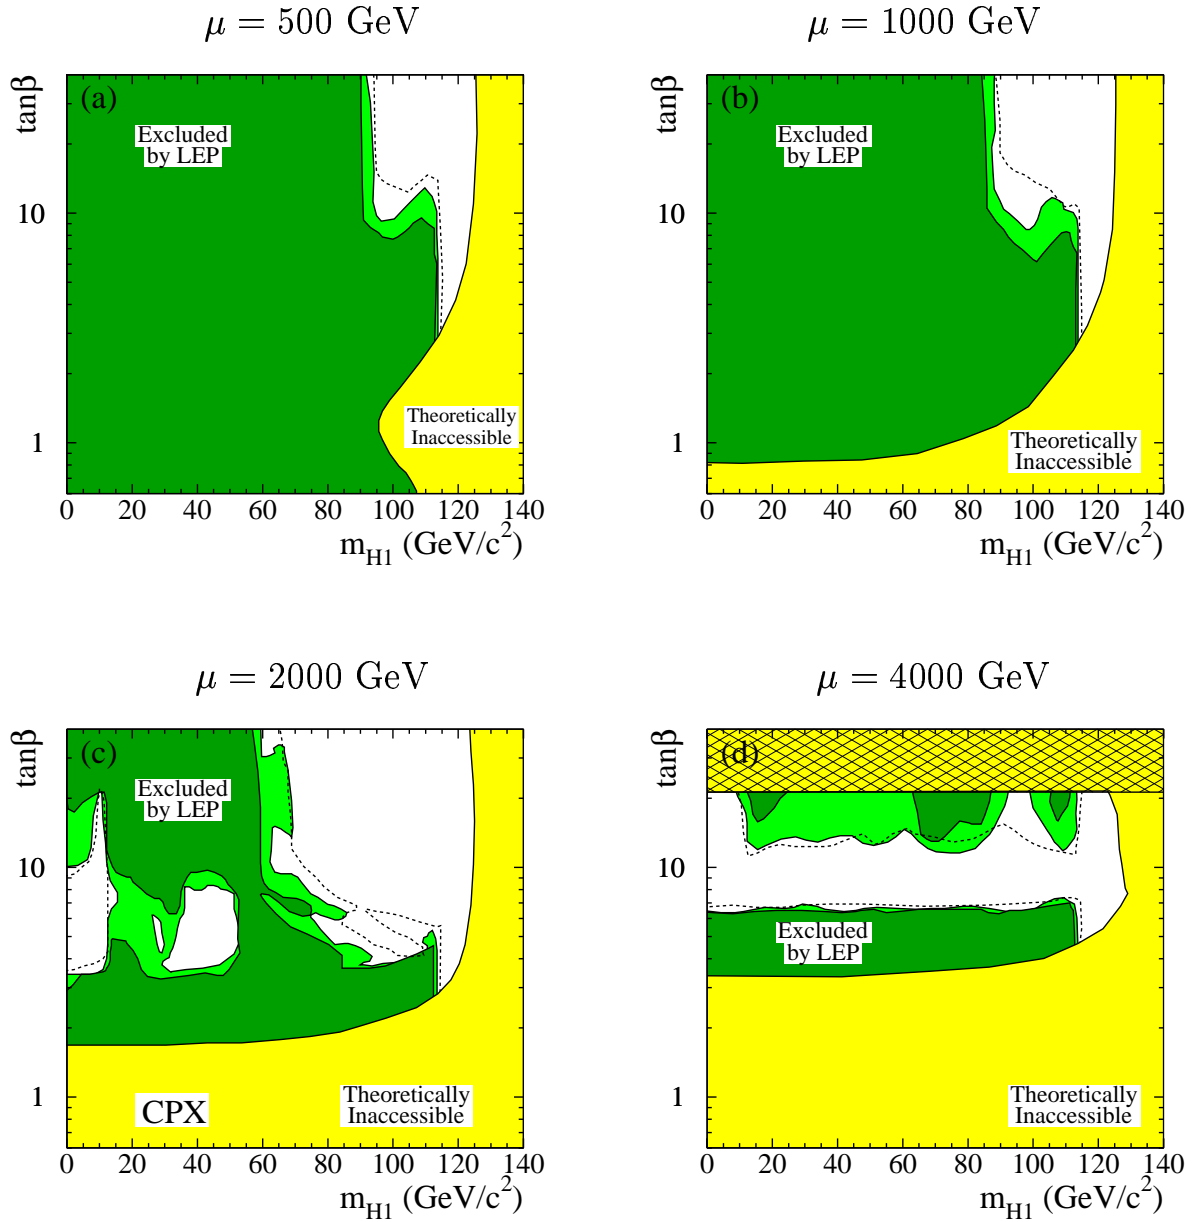 μ = 500 GeV
μ = 1000 GeV
tanβ
(a)
Excluded
by LEP
10
1
Theoretically
Inaccessible
0 20 40 60 80 100 120 140
m_H1 (GeV/c²)
tanβ
(b)
Excluded
by LEP
10
1
Theoretically
Inaccessible
0 20 40 60 80 100 120 140
m_H1 (GeV/c²)
μ = 2000 GeV
μ = 4000 GeV
tanβ
(c)
Excluded
by LEP
10
1
CPX
Theoretically
Inaccessible
0 20 40 60 80 100 120 140
m_H1 (GeV/c²)
tanβ
(d)
10
Excluded
by LEP
1
Theoretically
Inaccessible
0 20 40 60 80 100 120 140
m_H1 (GeV/c²)